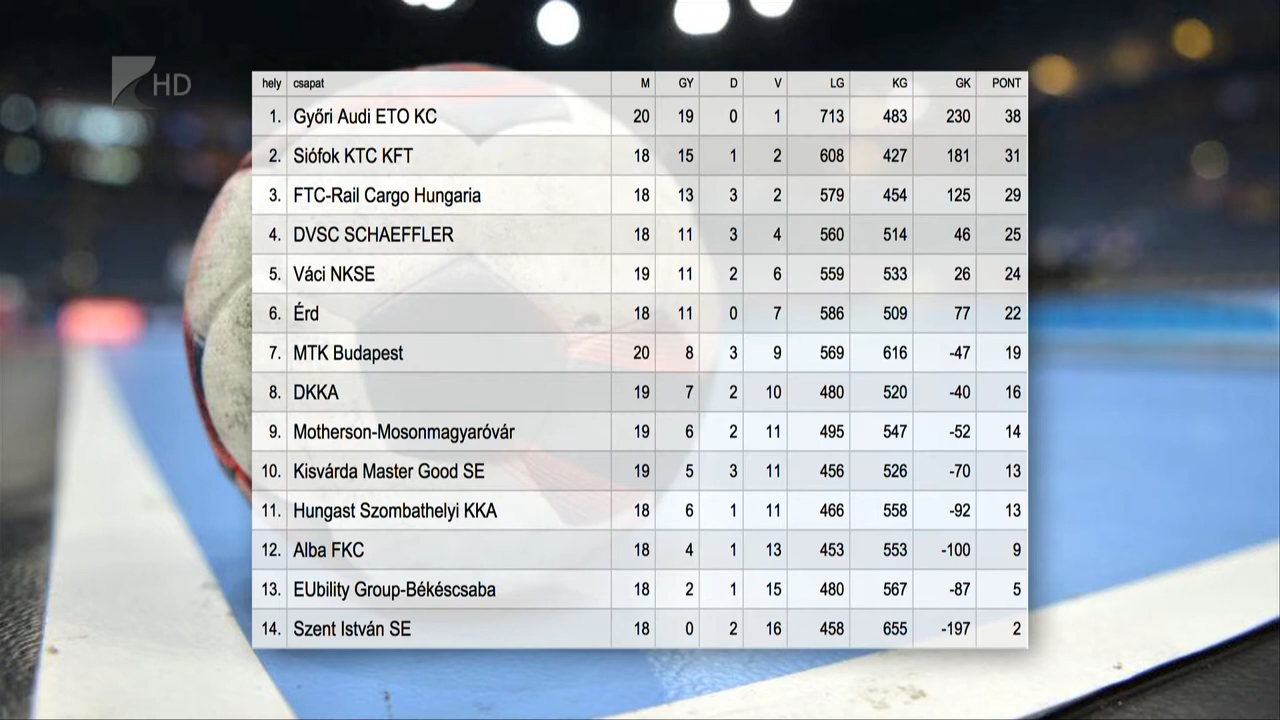 HD
hely csapat M GY D V LG KG GK PONT
1. Győri Audi ETO KC 20 19 0 1 713 483 230 38
2. Siófok KTC KFT 18 15 1 2 608 427 181 31
3. FTC-Rail Cargo Hungaria 18 13 3 2 579 454 125 29
4. DVSC SCHAEFFLER 18 11 3 4 560 514 46 25
5. Váci NKSE 19 11 2 6 559 533 26 24
6. Érd 18 11 0 7 586 509 77 22
7. MTK Budapest 20 8 3 9 569 616 -47 19
8. DKKA 19 7 2 10 480 520 -40 16
9. Motherson-Mosonmagyaróvár 19 6 2 11 495 547 -52 14
10. Kisvárda Master Good SE 19 5 3 11 456 526 -70 13
11. Hungast Szombathelyi KKA 18 6 1 11 466 558 -92 13
12. Alba FKC 18 4 1 13 453 553 -100 9
13. EUbility Group-Békéscsaba 18 2 1 15 480 567 -87 5
14. Szent István SE 18 0 2 16 458 655 -197 2